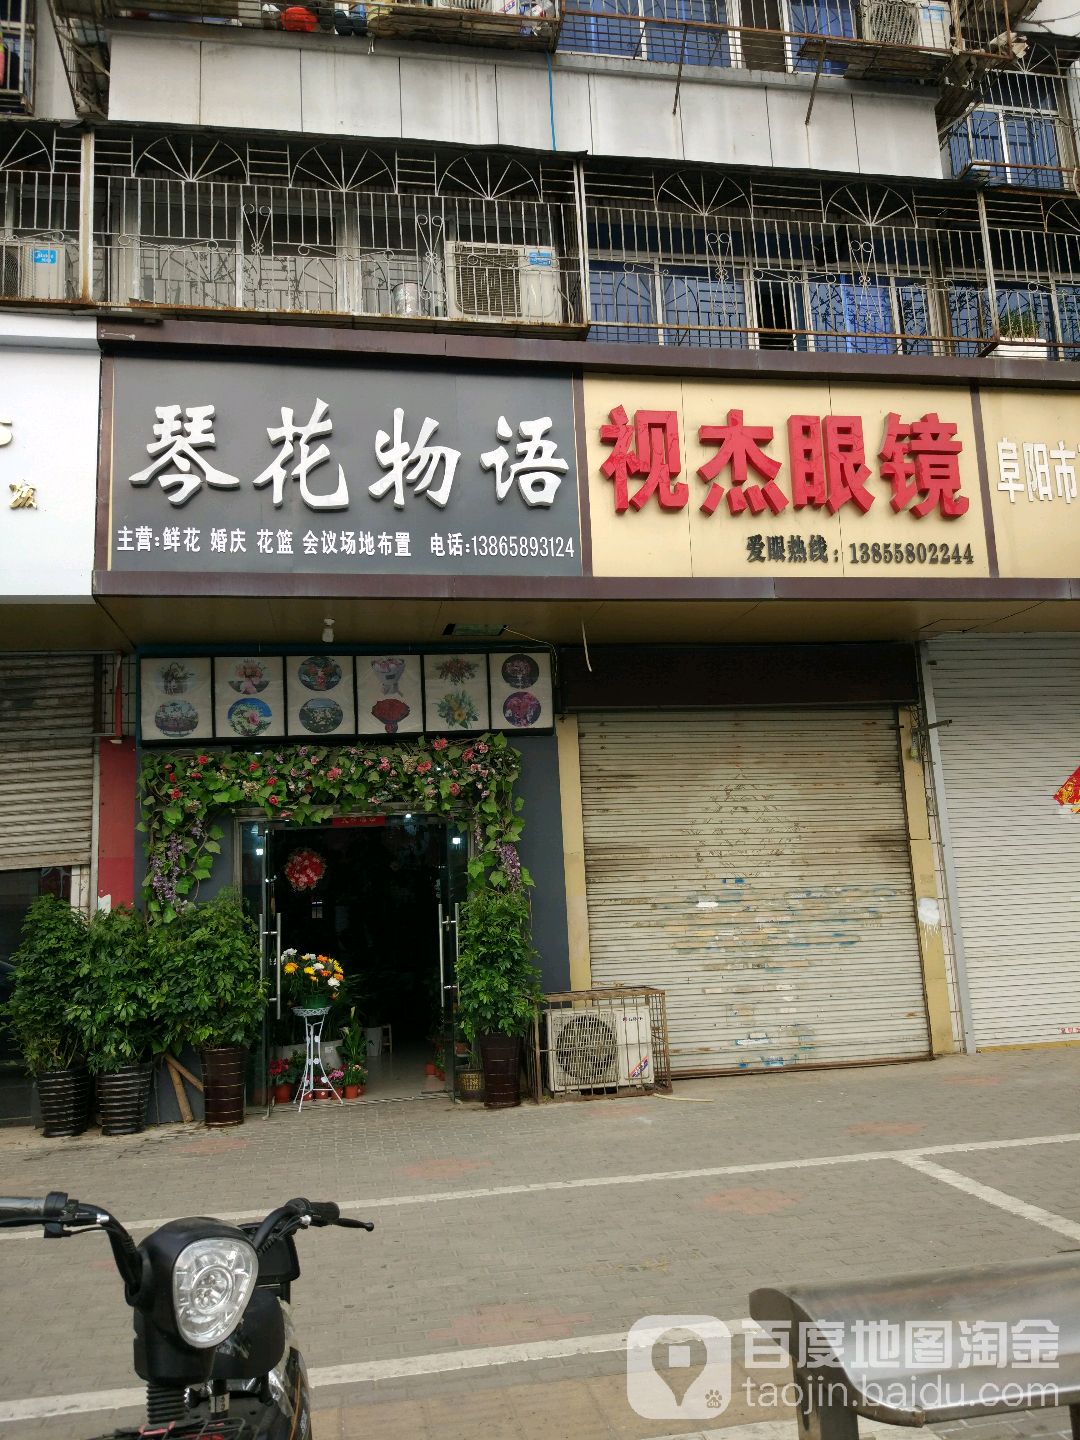 琴花物语
主营:鲜花 婚庆 花篮 会议场地布置 电话:13865893124
视杰眼镜
爱眼热线:13855802244
阜阳市
百度地图淘金
taojin.baidu.com